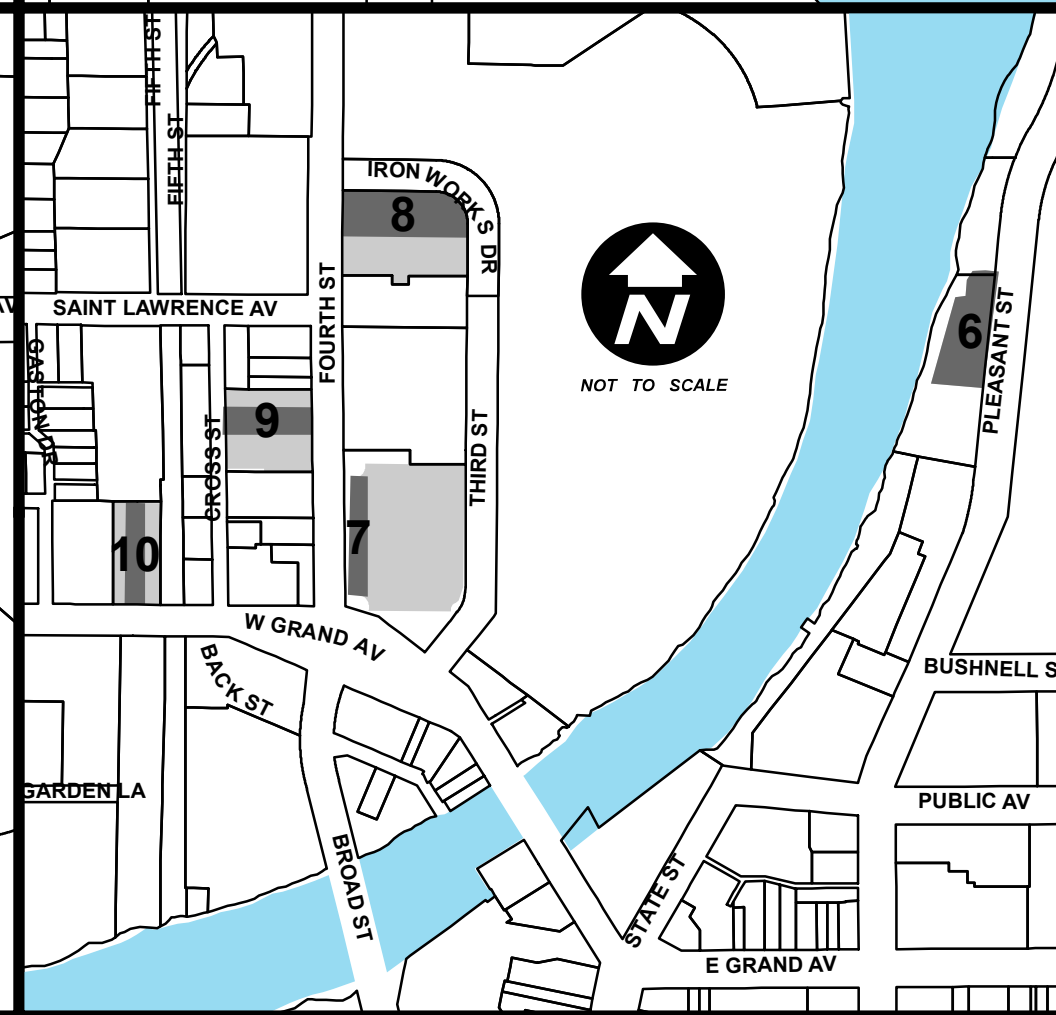 FIFTH ST
FIFTH ST
IRON WORKS DR
8
SAINT LAWRENCE AV
AV
FOURTH ST
N
NOT TO SCALE
6
PLEASANT ST
GASTON DR
CROSS ST
9
THIRD ST
7
10
W GRAND AV
BACK ST
BUSHNELL S
GARDEN LA
PUBLIC AV
BROAD ST
STATE ST
E GRAND AV